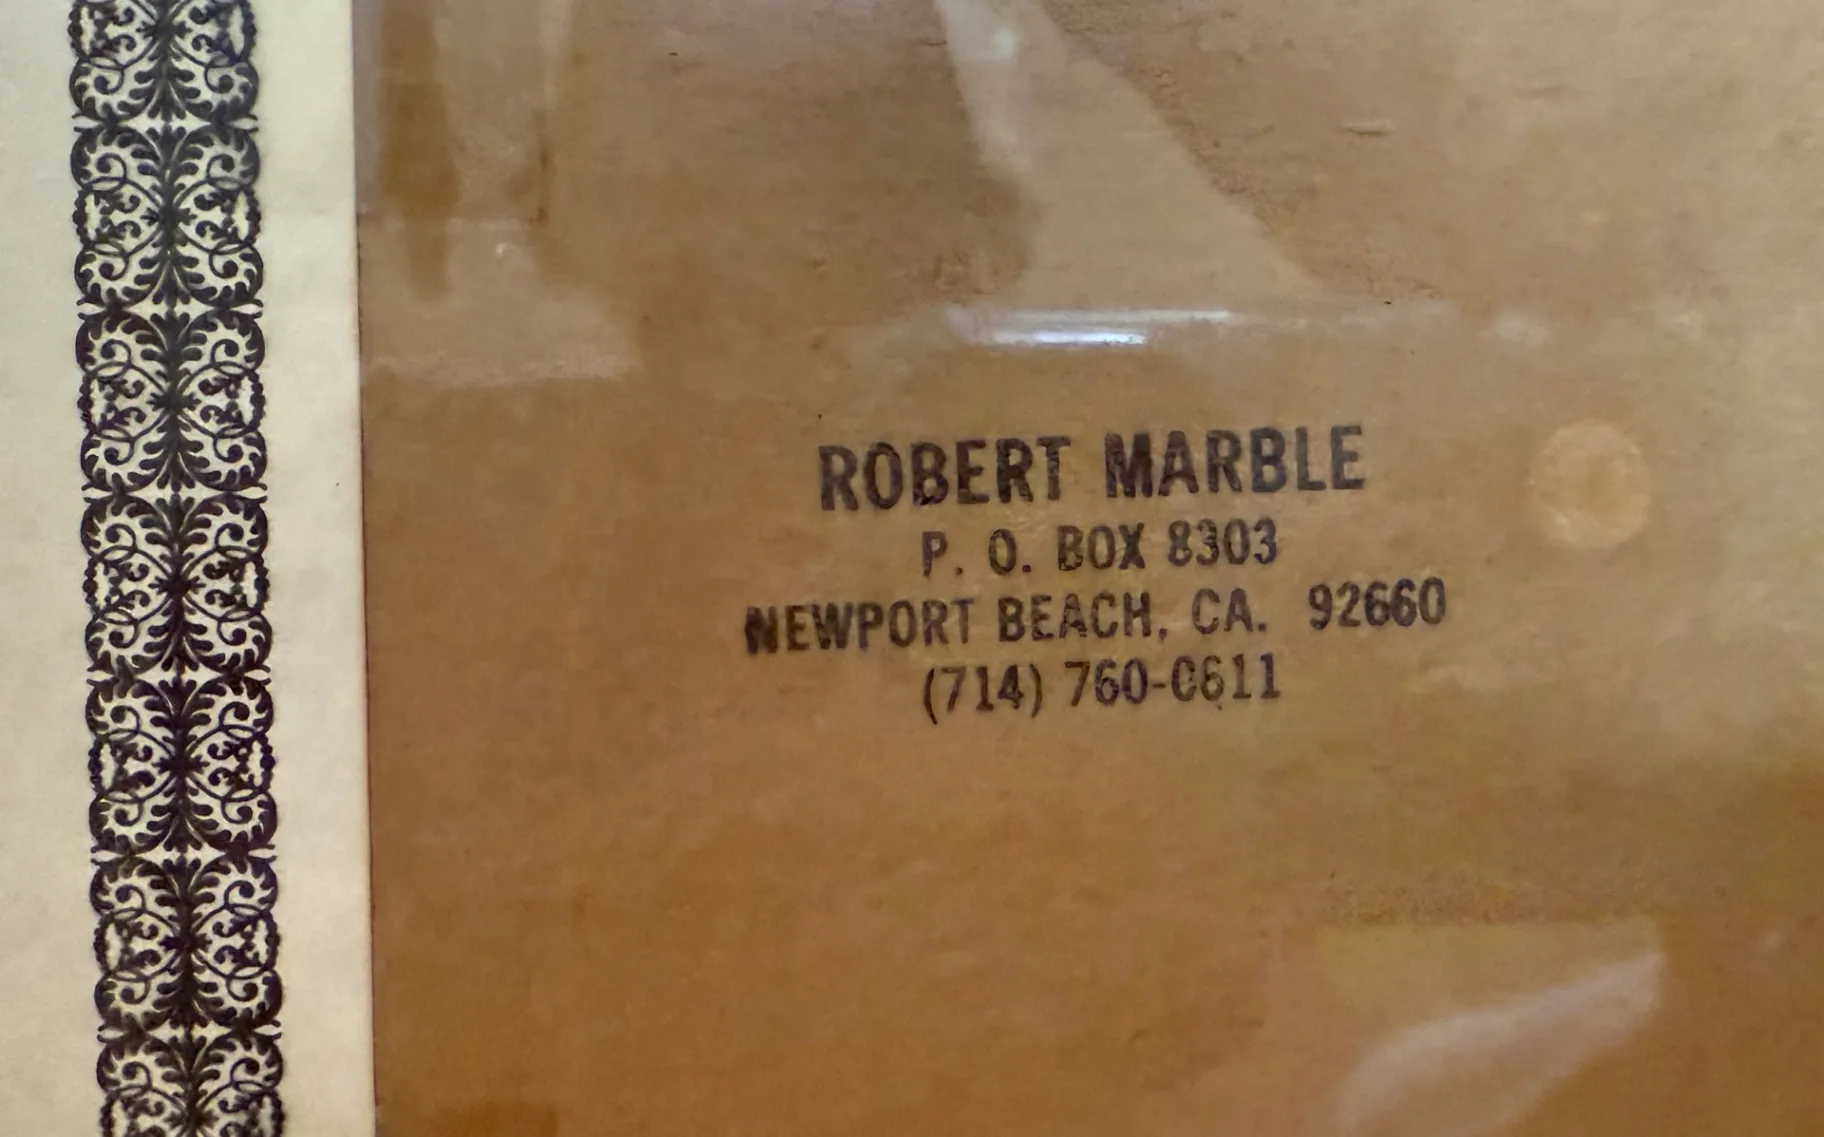 ROBERT MARBLE
P. O. BOX 8303
NEWPORT BEACH, CA. 92660
(714) 760-0611